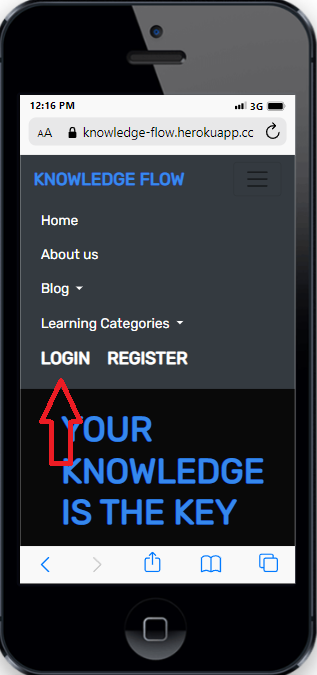 12:16 PM 3G
AA knowledge-flow.herokuapp.cc
KNOWLEDGE FLOW
Home
About us
Blog
Learning Categories
LOGIN REGISTER
YOUR
KNOWLEDGE
IS THE KEY